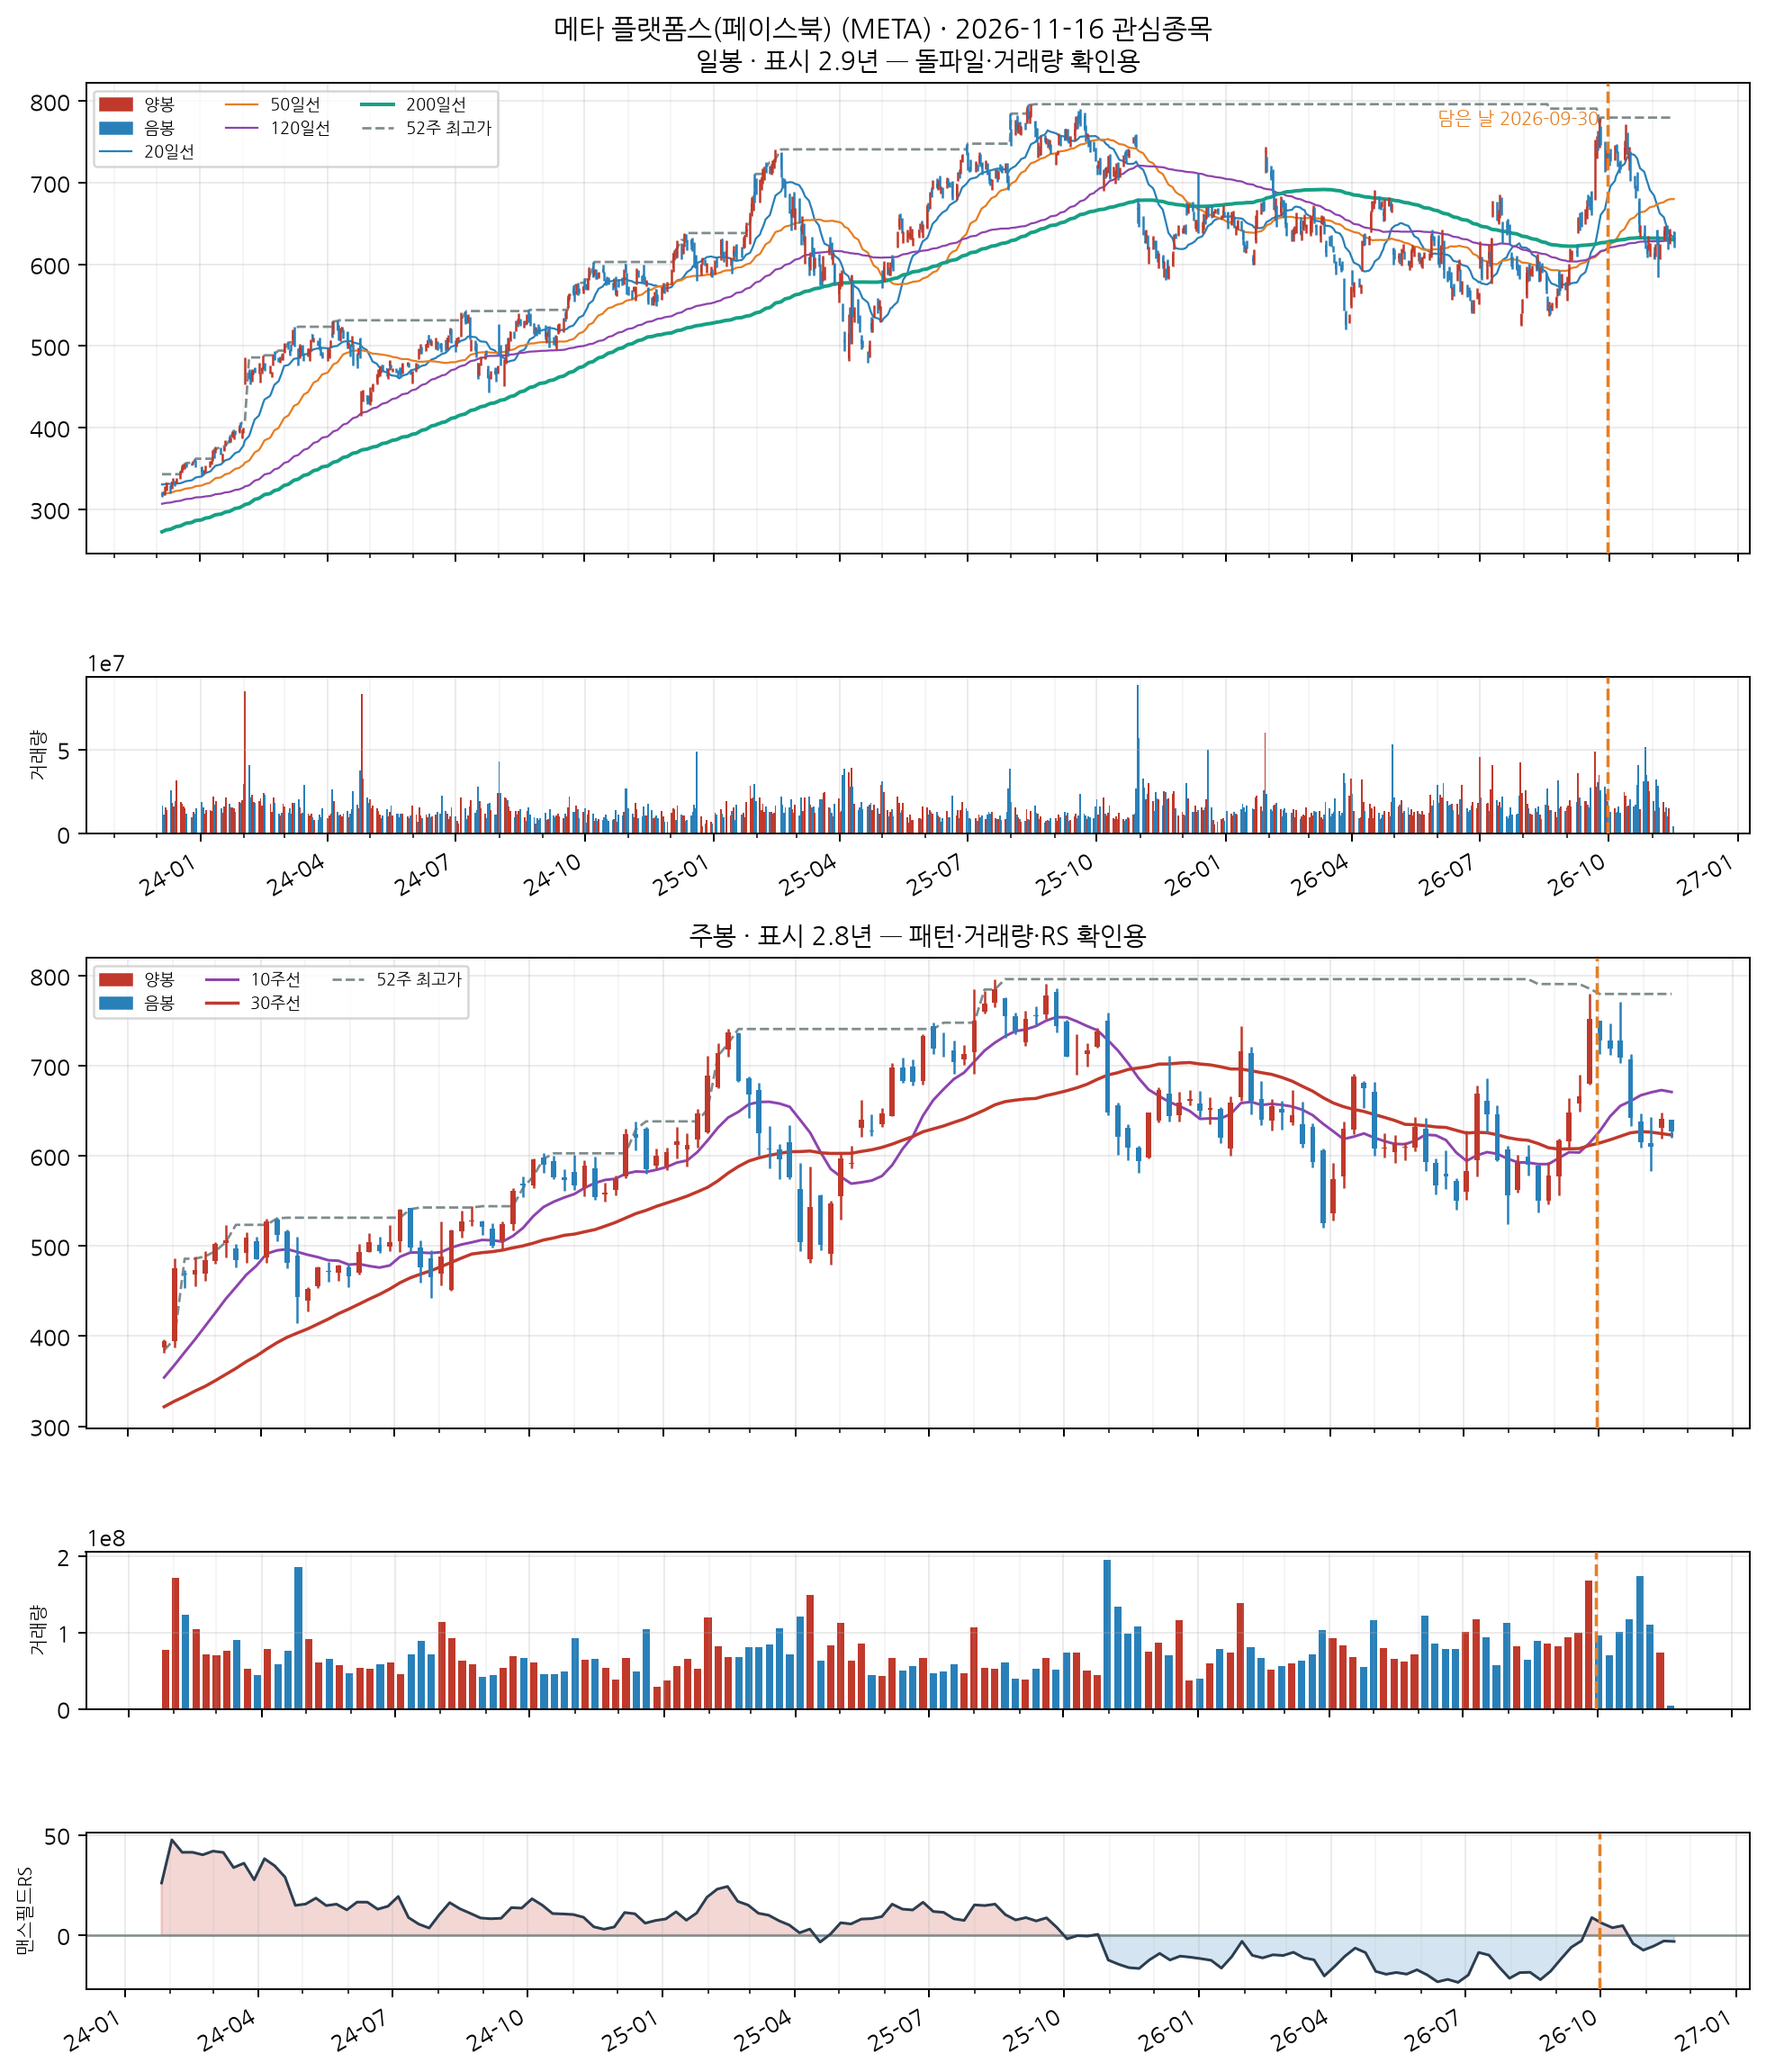 메타 플랫폼스(페이스북) (META) · 2026-11-16 관심종목
일봉 · 표시 2.9년 — 돌파일·거래량 확인용
양봉
음봉
20일선
50일선
120일선
200일선
52주 최고가
담은 날 2026-09-30
800
700
600
500
400
300
1e7
거래량
5
0
24-01 24-04 24-07 24-10 25-01 25-04 25-07 25-10 26-01 26-04 26-07 26-10 27-01
주봉 · 표시 2.8년 — 패턴·거래량·RS 확인용
양봉
음봉
10주선
30주선
52주 최고가
800
700
600
500
400
300
1e8
거래량
2
1
0
맨스필드RS
50
0
24-01 24-04 24-07 24-10 25-01 25-04 25-07 25-10 26-01 26-04 26-07 26-10 27-01